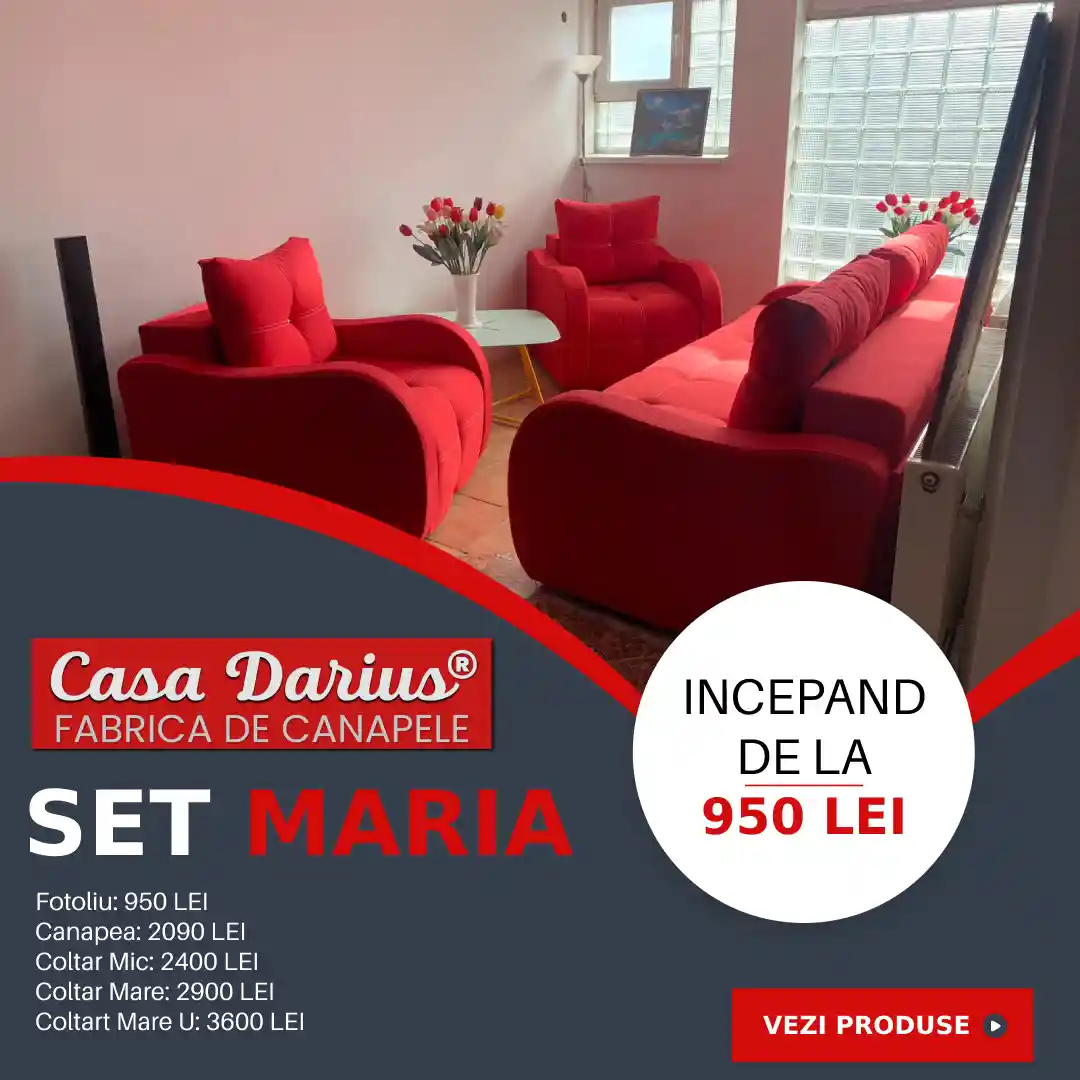 Casa Darius®
FABRICA DE CANAPELE
SET MARIA
Fotoliu: 950 LEI
Canapea: 2090 LEI
Coltar Mic: 2400 LEI
Coltar Mare: 2900 LEI
Coltart Mare U: 3600 LEI
INCEPAND
DE LA
950 LEI
VEZI PRODUSE